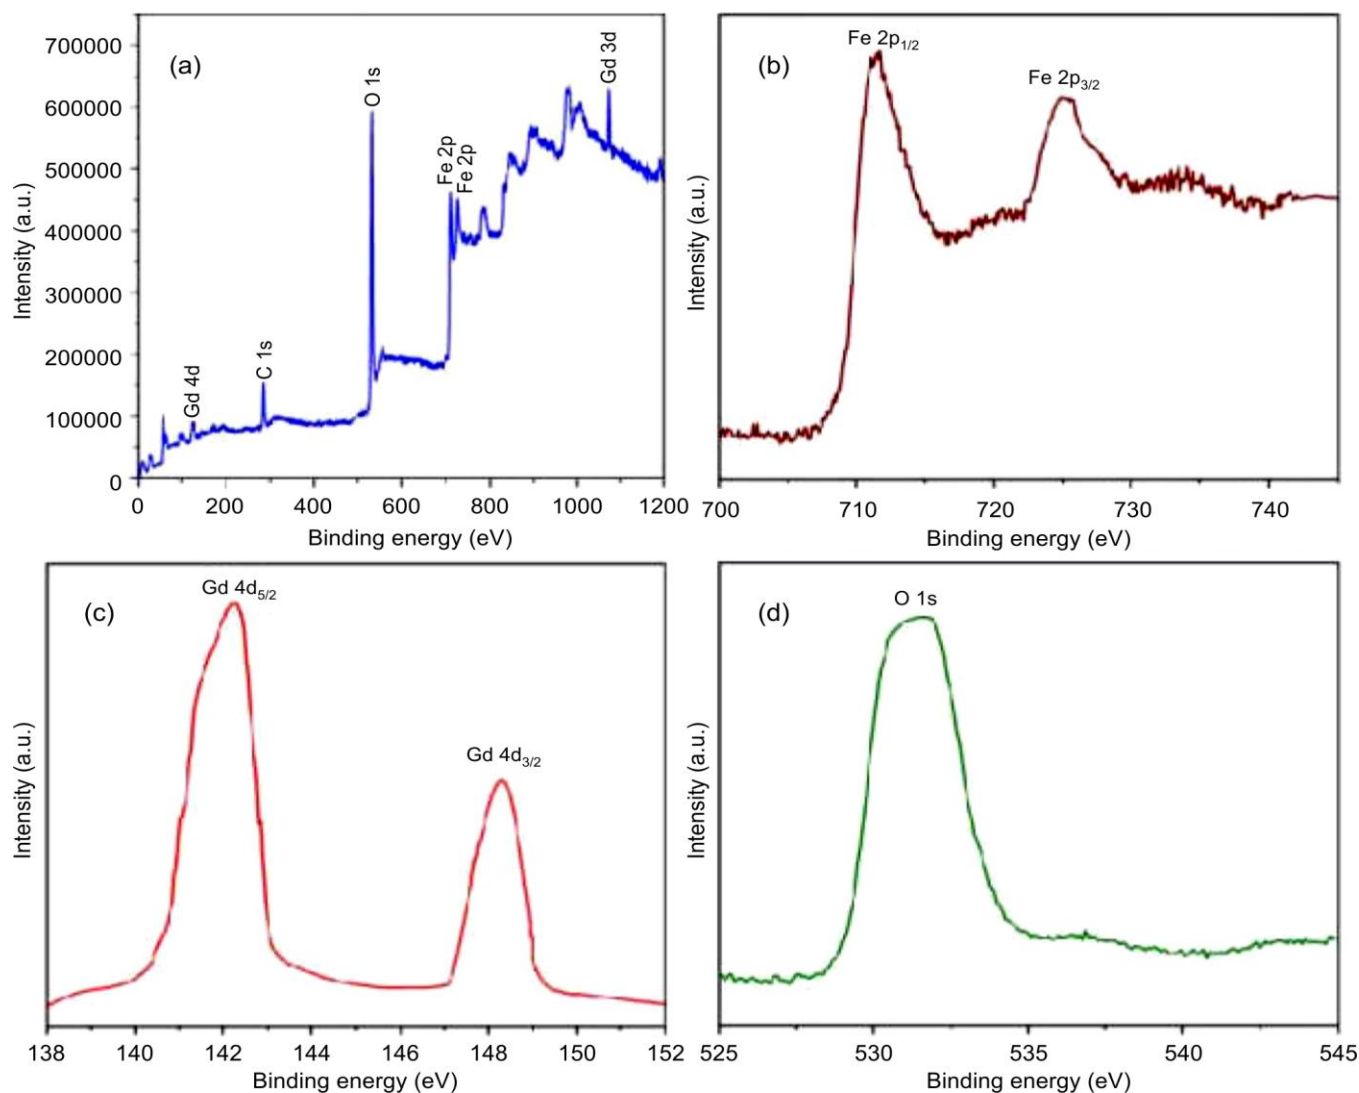 (a)
Intensity (a.u.)
700000
600000
500000
400000
300000
200000
100000
0
Gd 4d
C 1s
O 1s
Fe 2p
Fe 2p
Gd 3d
0 200 400 600 800 1000 1200
Binding energy (eV)
(b)
Intensity (a.u.)
Fe 2p1/2
Fe 2p3/2
700 710 720 730 740
Binding energy (eV)
(c)
Intensity (a.u.)
Gd 4d5/2
Gd 4d3/2
138 140 142 144 146 148 150 152
Binding energy (eV)
(d)
Intensity (a.u.)
O 1s
525 530 535 540 545
Binding energy (eV)